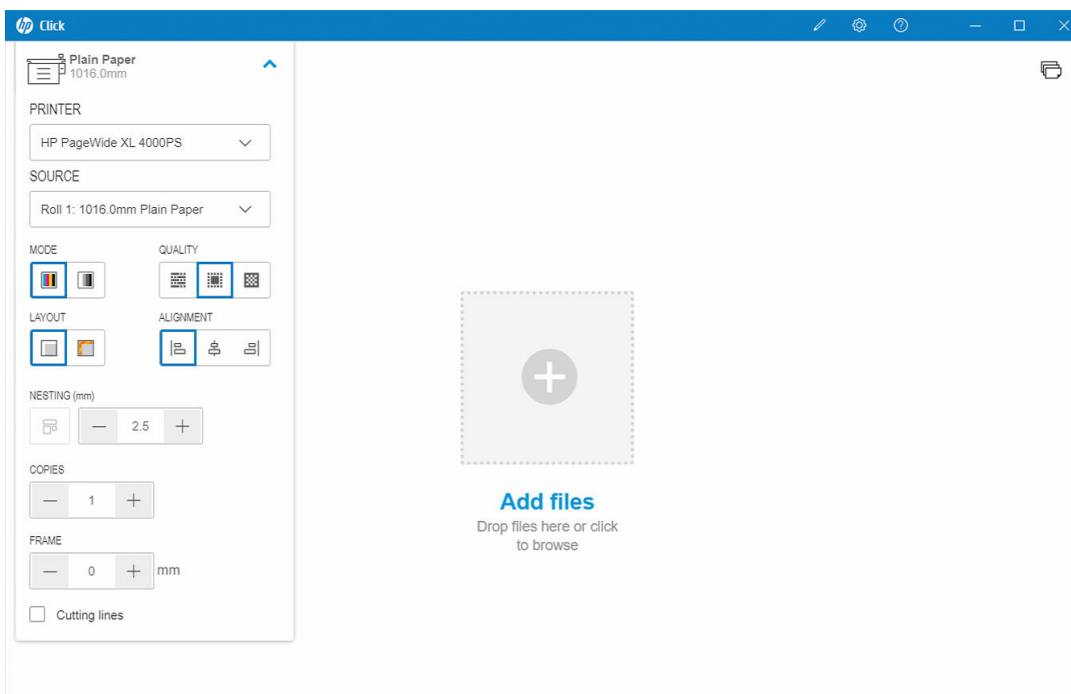 hp Click
Plain Paper
1016.0mm
PRINTER
HP PageWide XL 4000PS
SOURCE
Roll 1: 1016.0mm Plain Paper
MODE QUALITY
LAYOUT ALIGNMENT
NESTING (mm)
2.5
COPIES
1
FRAME
0 mm
Cutting lines
Add files
Drop files here or click
to browse